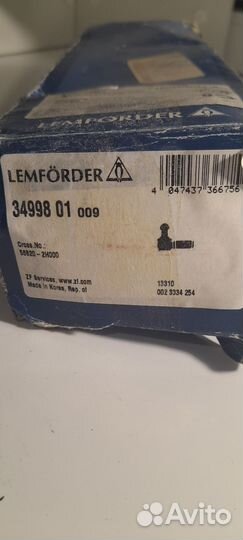 LEMFÖRDER
LEMFÖRDER
4 047437 366756
34998 01 009
Cross.No.:
56820-2H000
ZF Services, www.zf.com
Made in Korea, Rep. of
13310
002 3334 254
Avito